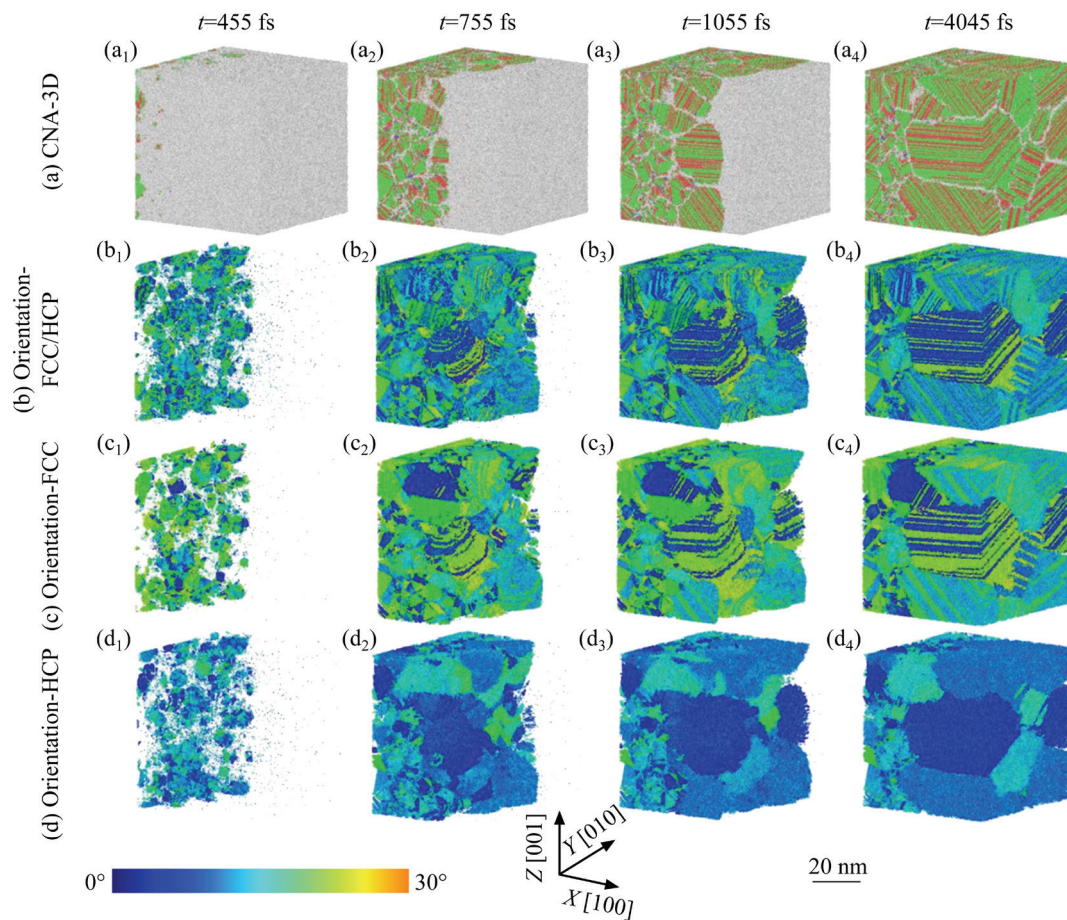 t=455 fs
t=755 fs
t=1055 fs
t=4045 fs
(a) CNA-3D
(a1)
(a2)
(a3)
(a4)
(b) Orientation-
FCC/HCP
(b1)
(b2)
(b3)
(b4)
(c) Orientation-FCC
(c1)
(c2)
(c3)
(c4)
(d) Orientation-HCP
(d1)
(d2)
(d3)
(d4)
Z [001]
Y [010]
X [100]
0°
30°
20 nm